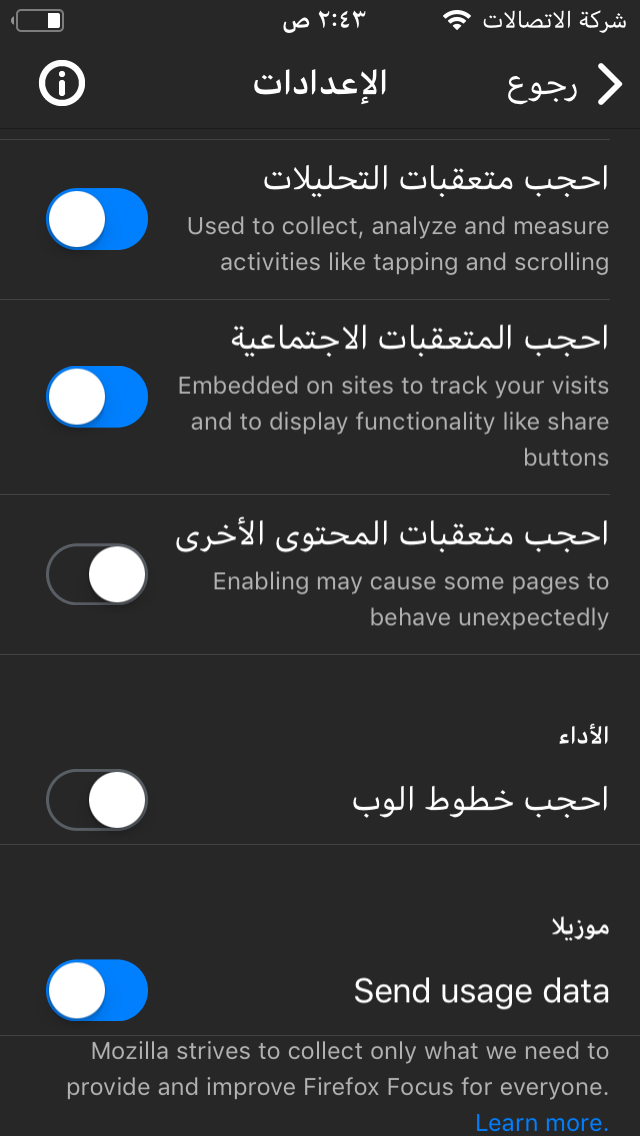 شركة الاتصالات ٢:٤٣ ص
رجوع الإعدادات
احجب متعقبات التحليلات
Used to collect, analyze and measure
activities like tapping and scrolling
احجب المتعقبات الاجتماعية
Embedded on sites to track your visits
and to display functionality like share
buttons
احجب متعقبات المحتوى الأخرى
Enabling may cause some pages to
behave unexpectedly
الأداء
احجب خطوط الوب
موزيلا
Send usage data
Mozilla strives to collect only what we need to
provide and improve Firefox Focus for everyone.
Learn more.